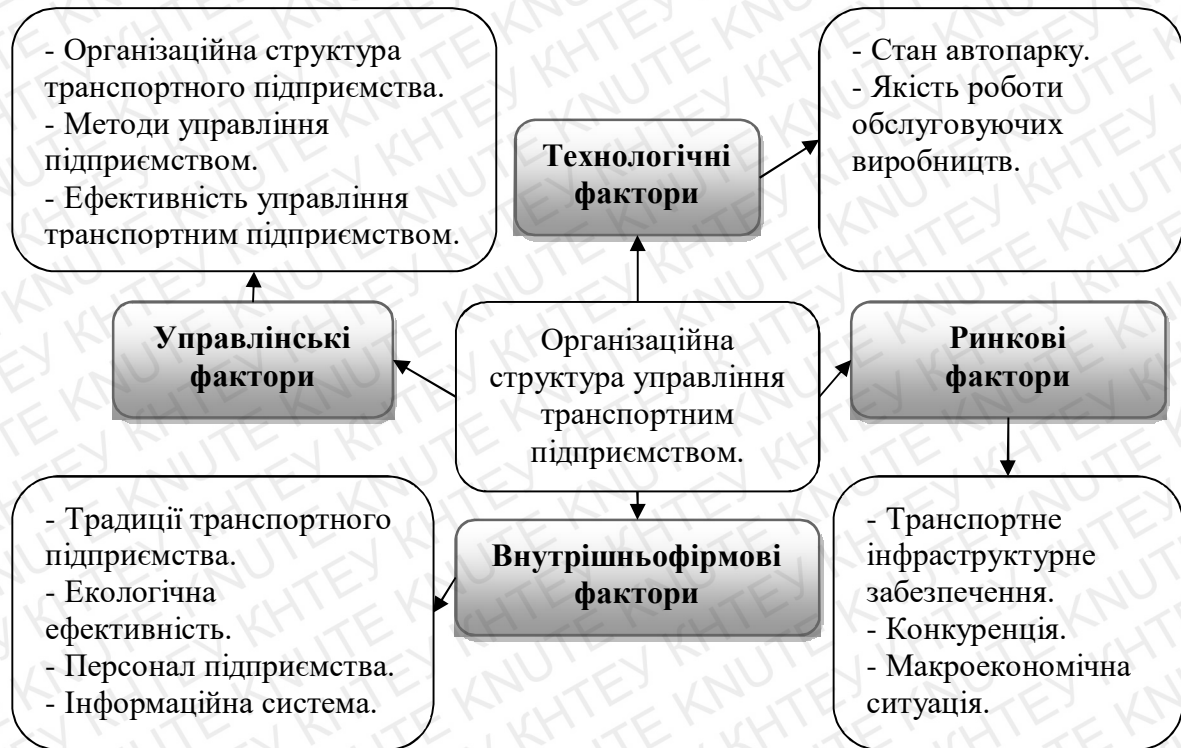 - Організаційна структура
транспортного підприємства.
- Методи управління
підприємством.
- Ефективність управління
транспортним підприємством.
Технологічні
фактори
- Стан автопарку.
- Якість роботи
обслуговуючих
виробництв.
Управлінські
фактори
Організаційна
структура управління
транспортним
підприємством.
Ринкові
фактори
- Традиції транспортного
підприємства.
- Екологічна
ефективність.
- Персонал підприємства.
- Інформаційна система.
Внутрішньофірмові
фактори
- Транспортне
інфраструктурне
забезпечення.
- Конкуренція.
- Макроекономічна
ситуація.
KNUTE КНТЕУ